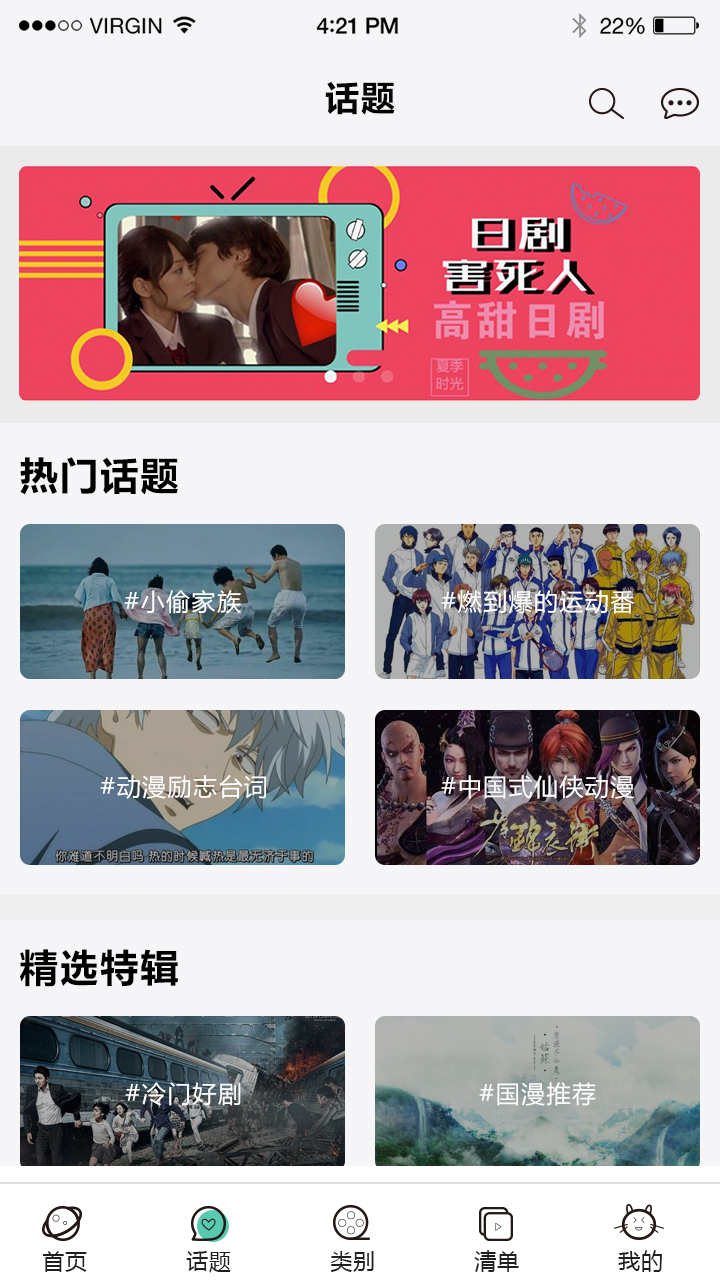 VIRGIN 4:21 PM 22%
话题
日剧
害死人
高甜日剧
夏季
时光
热门话题
#小偷家族
#燃到爆的运动番
#动漫励志台词
你难道不明白吗 热的时候喊热是最无济于事的
#中国式仙侠动漫
精选特辑
#冷门好剧
#国漫推荐
首页
话题
类别
清单
我的